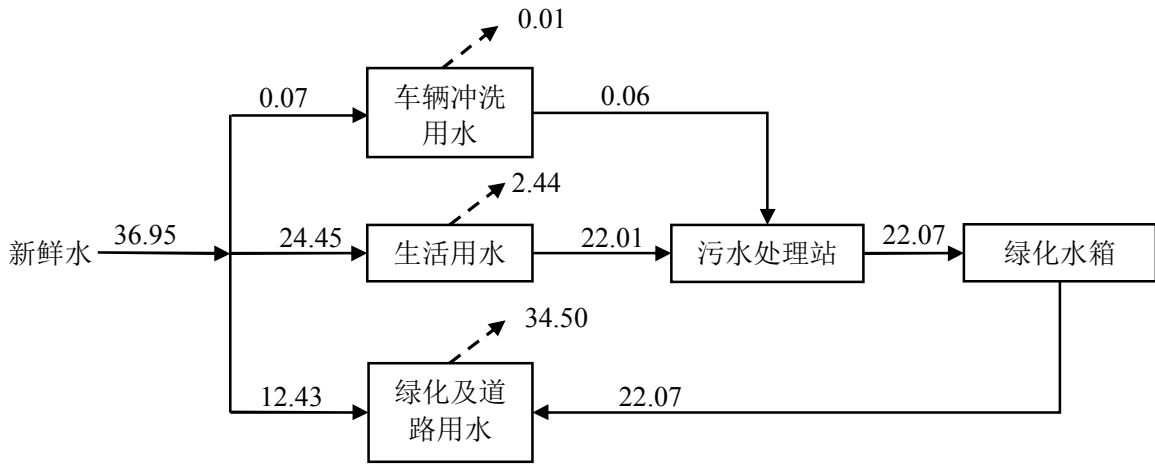 0.01
0.07
车辆冲洗
用水
0.06
2.44
新鲜水
36.95
24.45
生活用水
22.01
污水处理站
22.07
绿化水箱
34.50
12.43
绿化及道
路用水
22.07